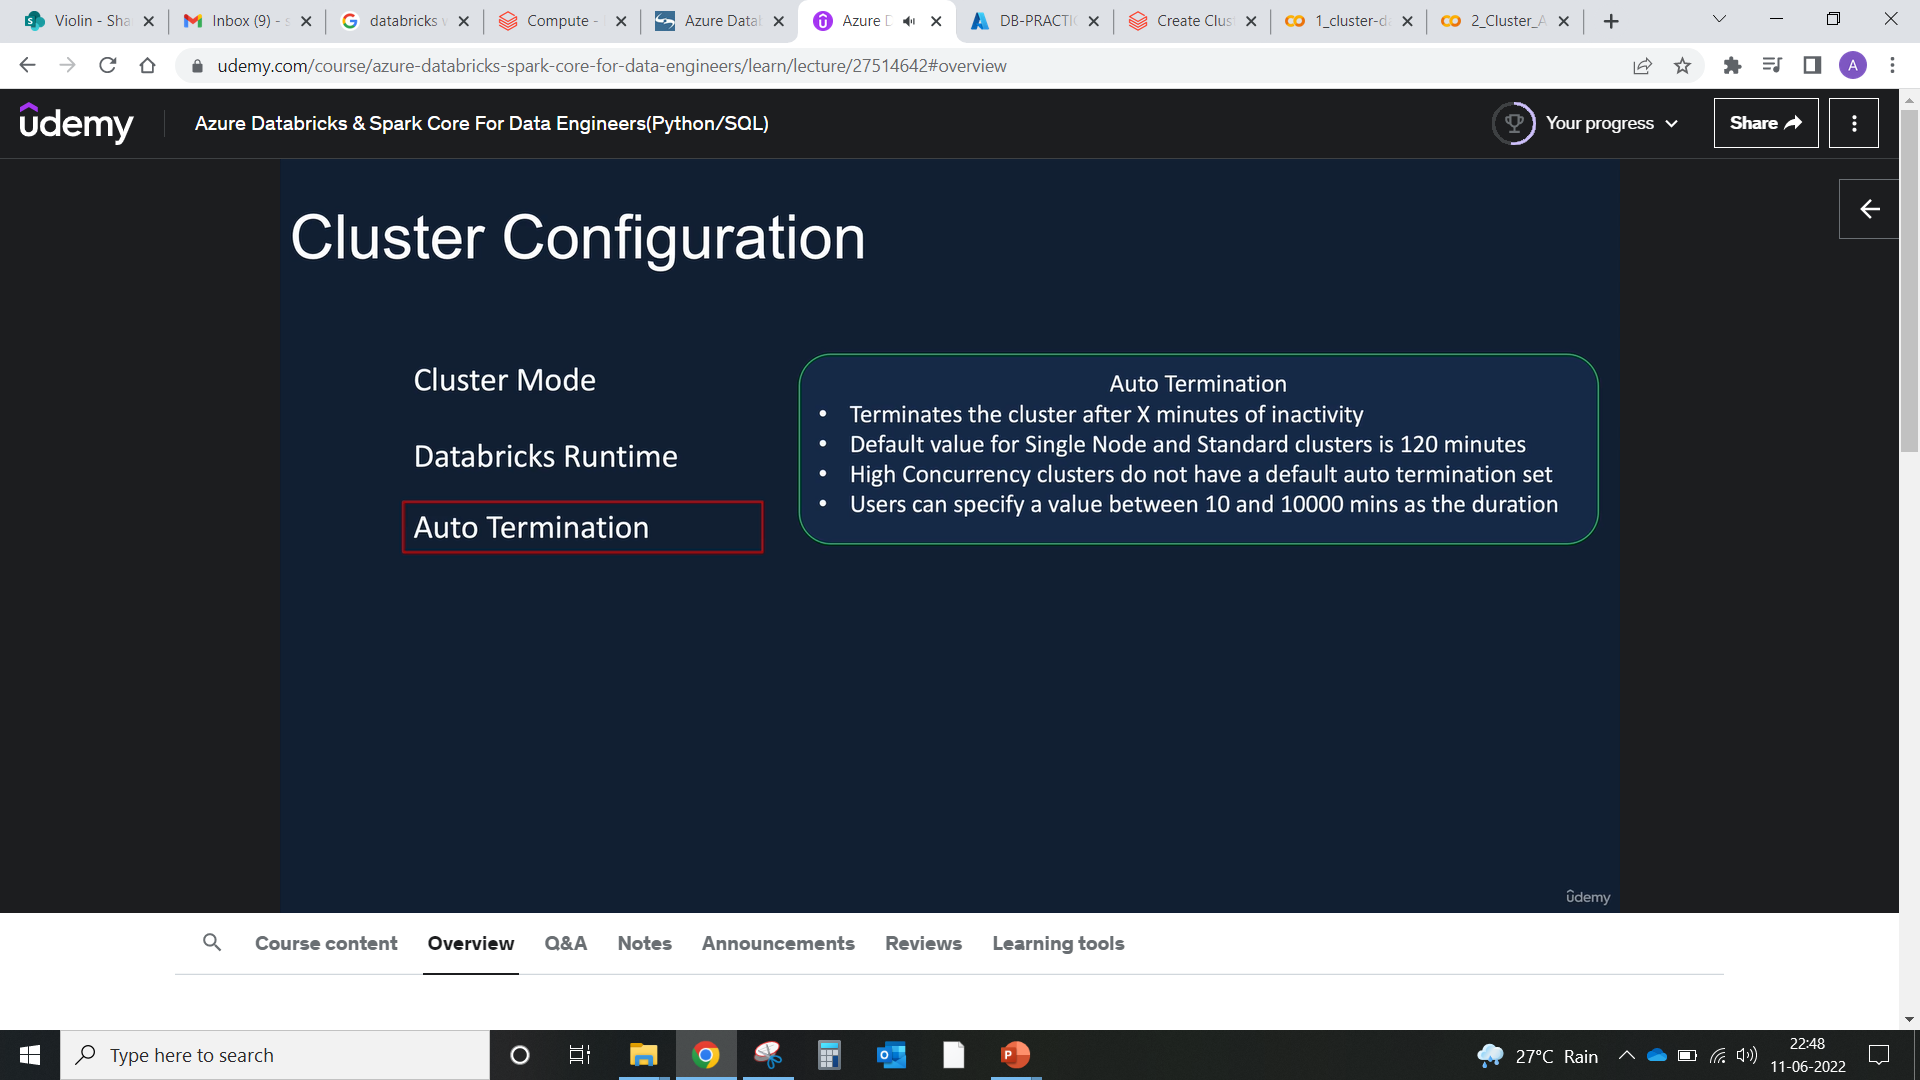 Violin - Sha
Inbox (9) - s
databricks w
Compute -
Azure Datab
Azure D
DB-PRACTIC
Create Clust
1_cluster-d
2_Cluster_A
udemy.com/course/azure-databricks-spark-core-for-data-engineers/learn/lecture/27514642#overview
A
udemy
Azure Databricks & Spark Core For Data Engineers(Python/SQL)
Your progress
Share
Cluster Configuration
Cluster Mode
Databricks Runtime
Auto Termination
Auto Termination
• Terminates the cluster after X minutes of inactivity
• Default value for Single Node and Standard clusters is 120 minutes
• High Concurrency clusters do not have a default auto termination set
• Users can specify a value between 10 and 10000 mins as the duration
udemy
Course content
Overview
Q&A
Notes
Announcements
Reviews
Learning tools
Type here to search
27°C Rain
22:48
11-06-2022